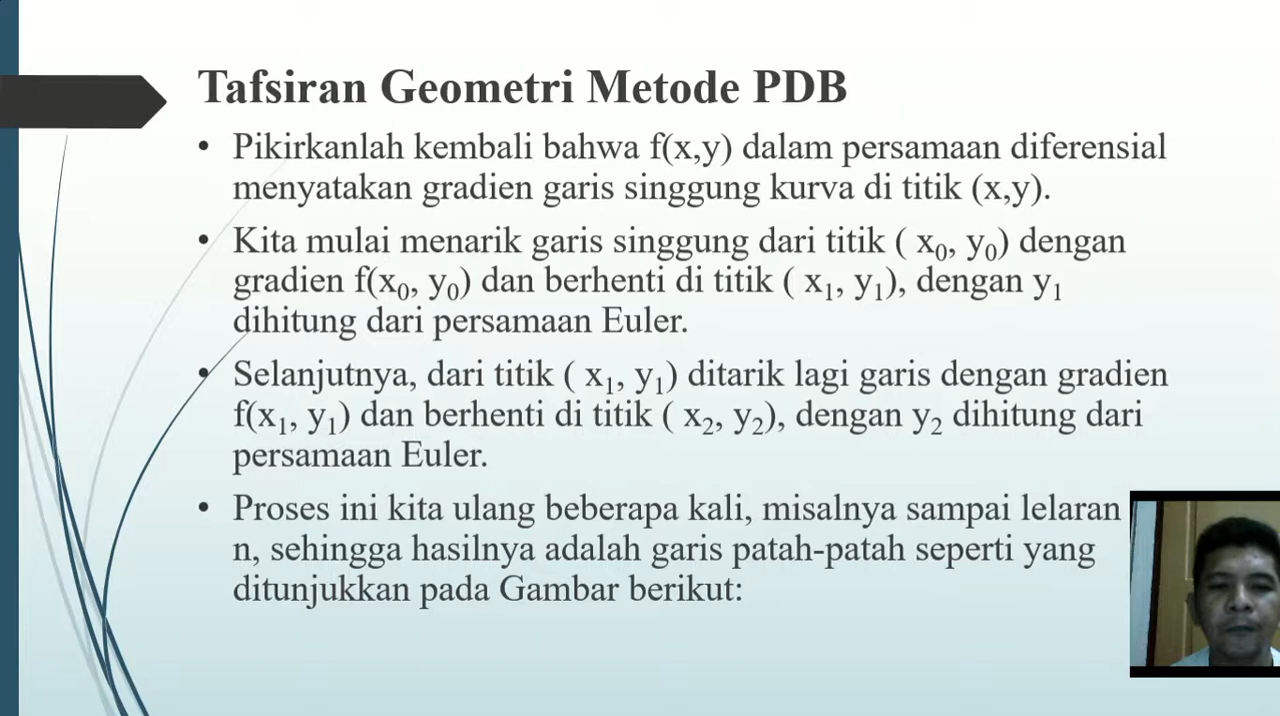 Tafsiran Geometri Metode PDB
• Pikirkanlah kembali bahwa f(x,y) dalam persamaan diferensial
menyatakan gradien garis singgung kurva di titik (x,y).
• Kita mulai menarik garis singgung dari titik ( x₀, y₀) dengan
gradien f(x₀, y₀) dan berhenti di titik ( x₁, y₁), dengan y₁
dihitung dari persamaan Euler.
• Selanjutnya, dari titik ( x₁, y₁) ditarik lagi garis dengan gradien
f(x₁, y₁) dan berhenti di titik ( x₂, y₂), dengan y₂ dihitung dari
persamaan Euler.
• Proses ini kita ulang beberapa kali, misalnya sampai lelaran
n, sehingga hasilnya adalah garis patah-patah seperti yang
ditunjukkan pada Gambar berikut: